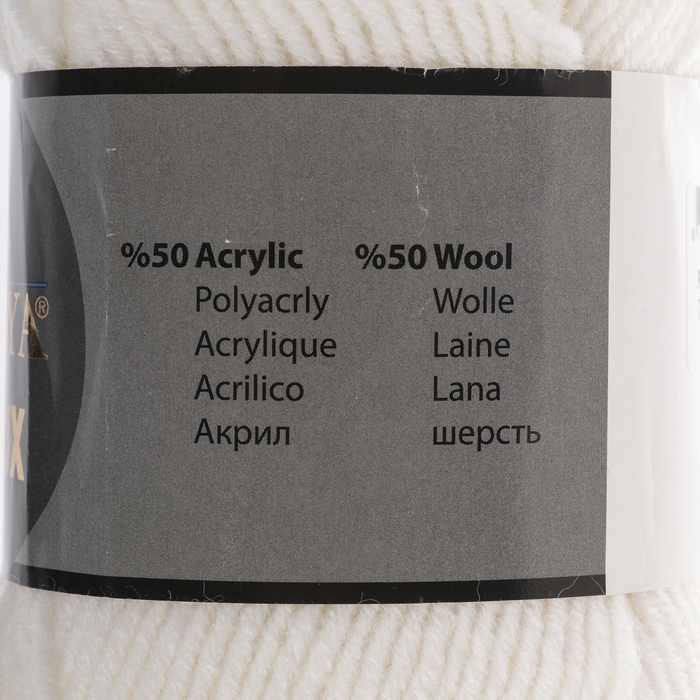 %50 Acrylic
Polyacrly
Acrylique
Acrilico
Акрил
%50 Wool
Wolle
Laine
Lana
шерсть